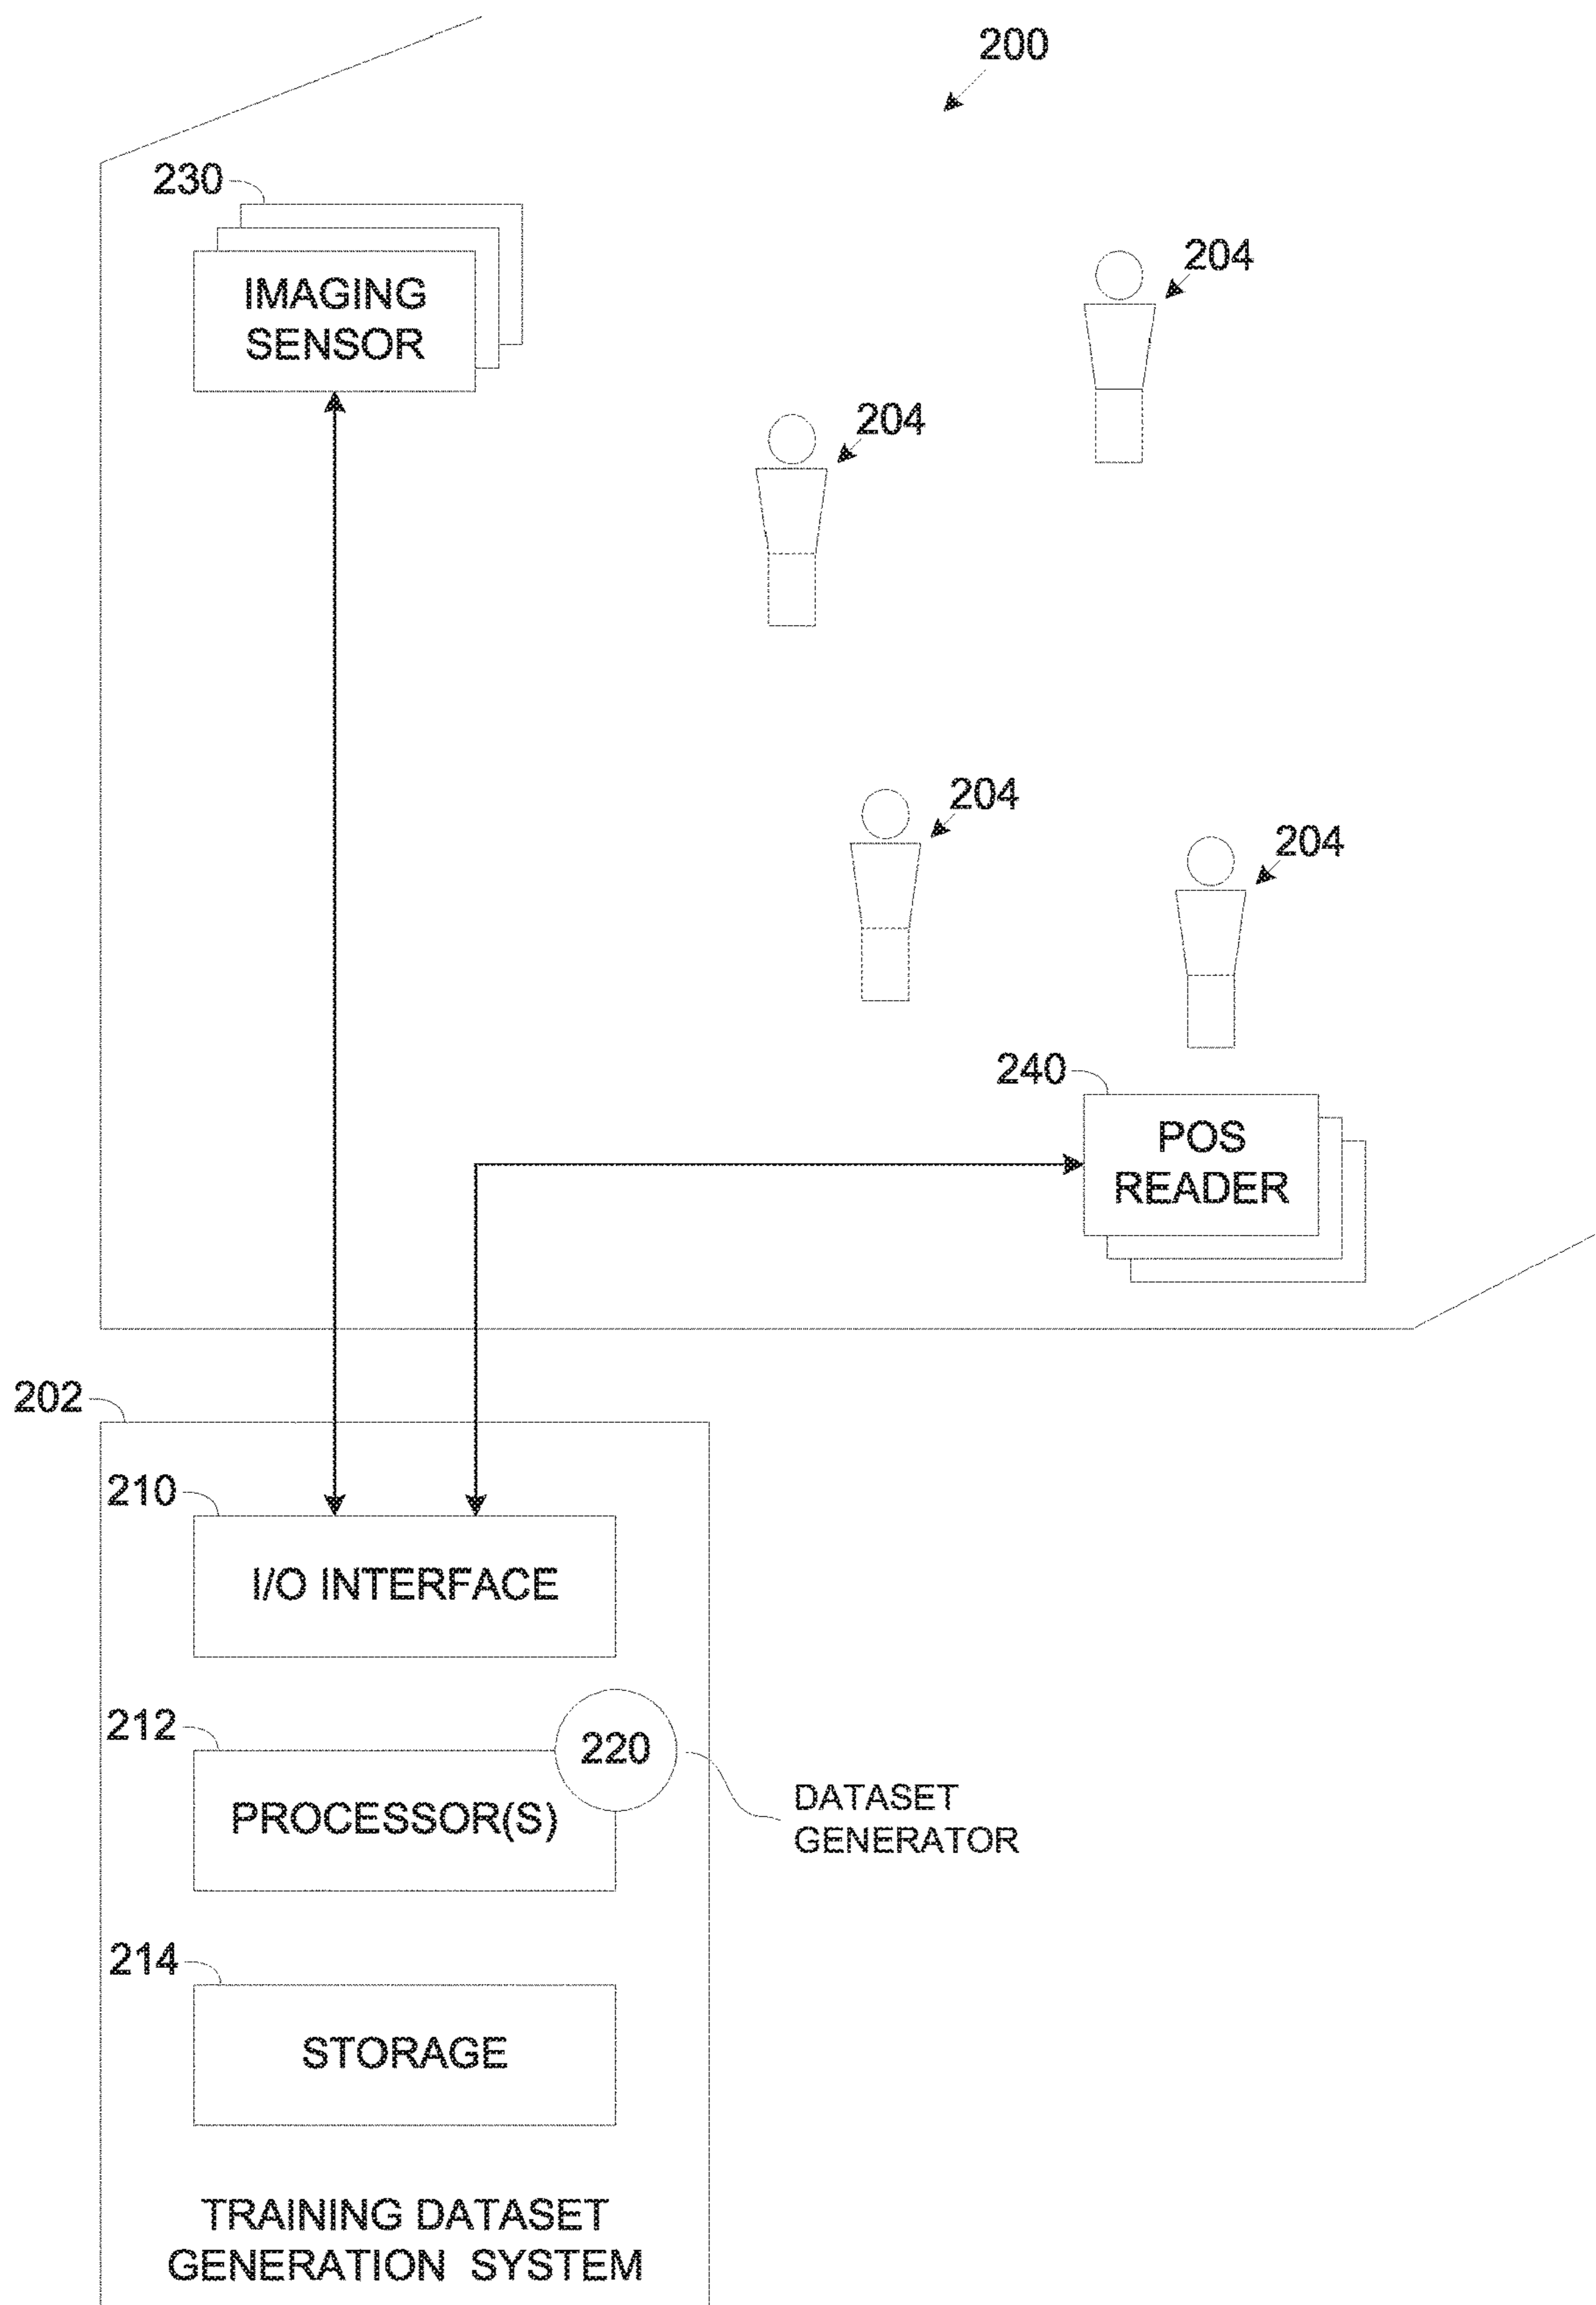 200
230
IMAGING
SENSOR
204
204
204
204
240
POS
READER
202
210
I/O INTERFACE
212
220
PROCESSOR(S)
DATASET
GENERATOR
214
STORAGE
TRAINING DATASET
GENERATION SYSTEM